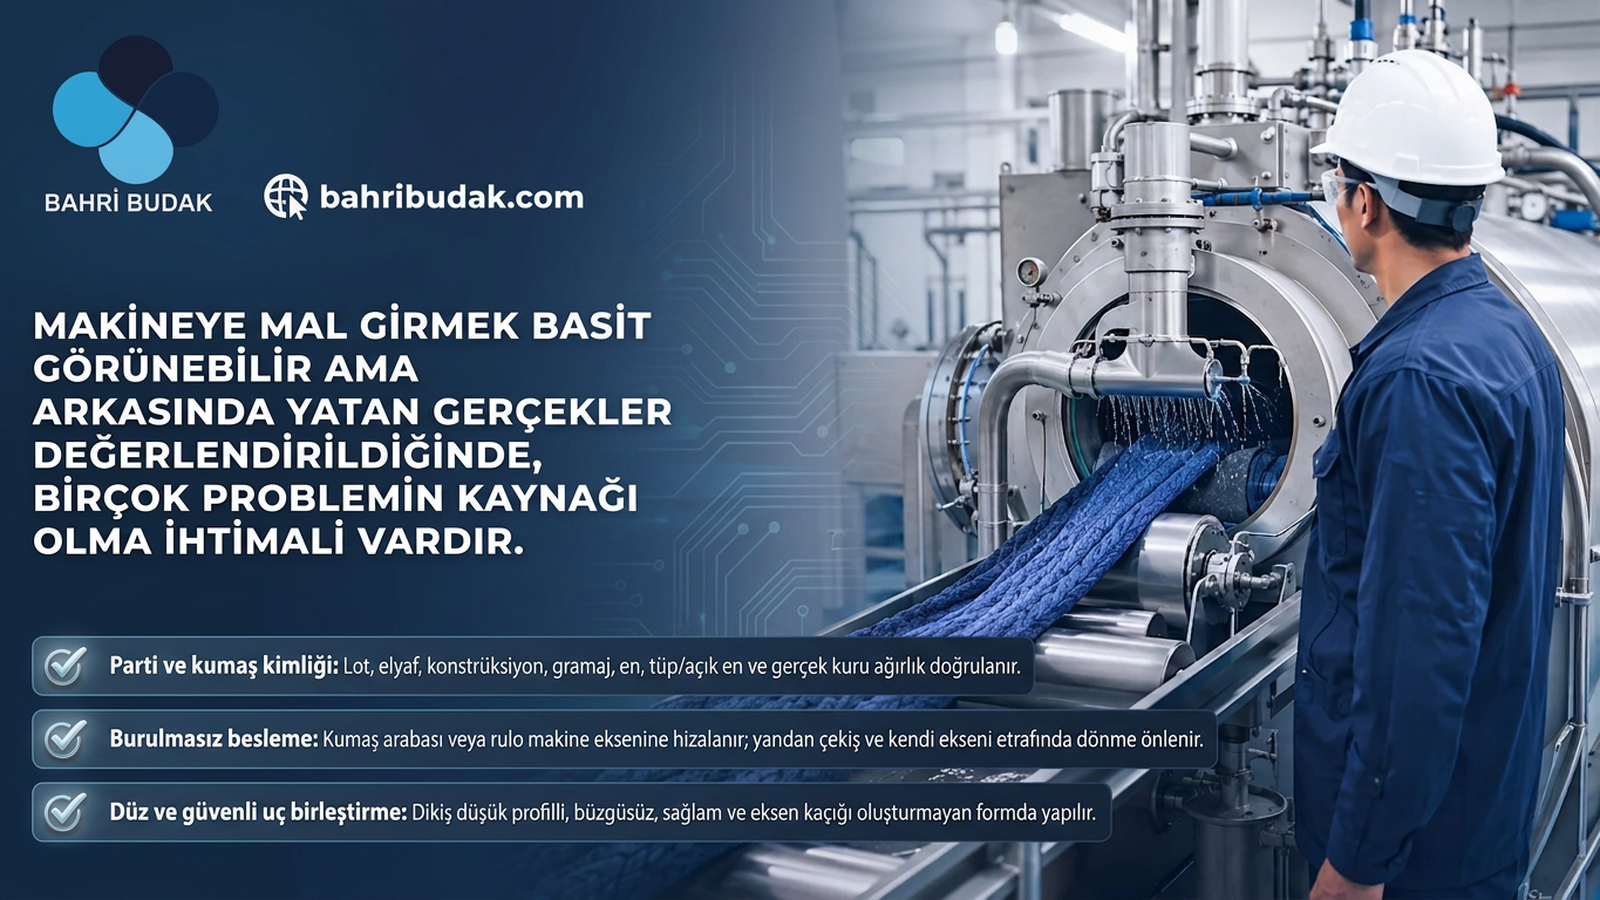 BAHRİ BUDAK
bahribudak.com
MAKİNEYE MAL GİRMEK BASİT
GÖRÜNEBİLİR AMA
ARKASINDA YATAN GERÇEKLER
DEĞERLENDİRİLDİĞİNDE,
BİRÇOK PROBLEMİN KAYNAĞI
OLMA İHTİMALİ VARDIR.
Parti ve kumaş kimliği: Lot, elyaf, konstrüksiyon, gramaj, en, tüp/açık en ve gerçek kuru ağırlık doğrulanır.
Burulmasız besleme: Kumaş arabası veya rulo makine eksenine hizalanır; yandan çekiş ve kendi ekseni etrafında dönme önlenir.
Düz ve güvenli uç birleştirme: Dikiş düşük profilli, büzgüsüz, sağlam ve eksen kaçığı oluşturmayan formda yapılır.